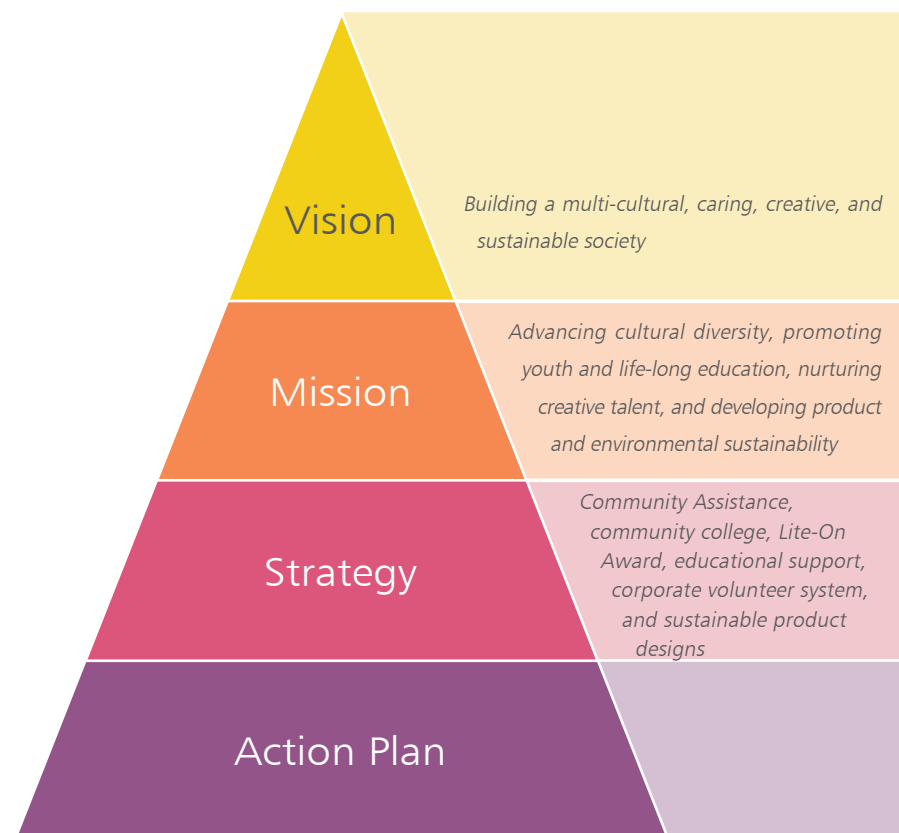 Vision
Building a multi-cultural, caring, creative, and
sustainable society
Mission
Advancing cultural diversity, promoting
youth and life-long education, nurturing
creative talent, and developing product
and environmental sustainability
Strategy
Community Assistance,
community college, Lite-On
Award, educational support,
corporate volunteer system,
and sustainable product
designs
Action Plan